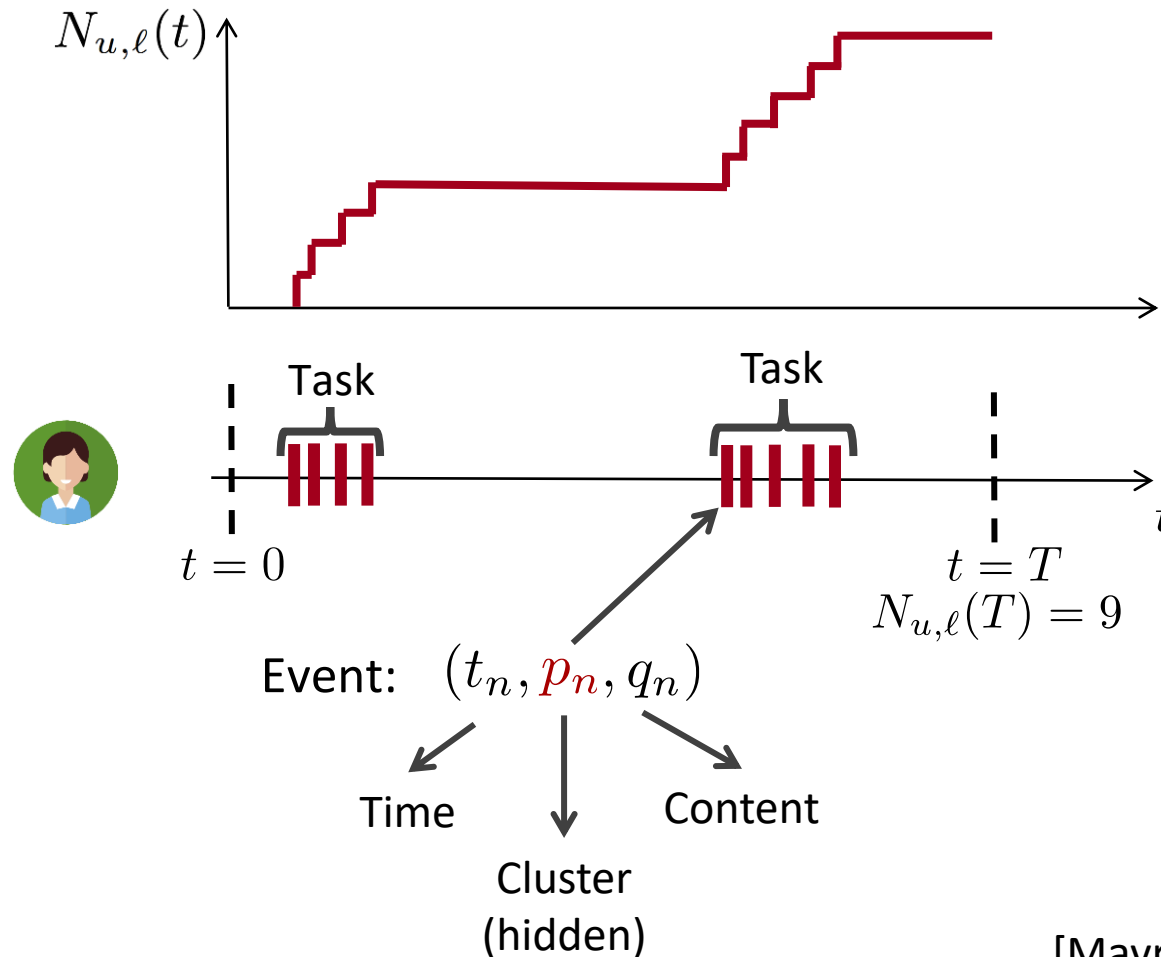 N_{u,ℓ}(t)
Task
Task
t
t = 0
t = T
N_{u,ℓ}(T) = 9
Event: (t_n, p_n, q_n)
Time
Content
Cluster
(hidden)